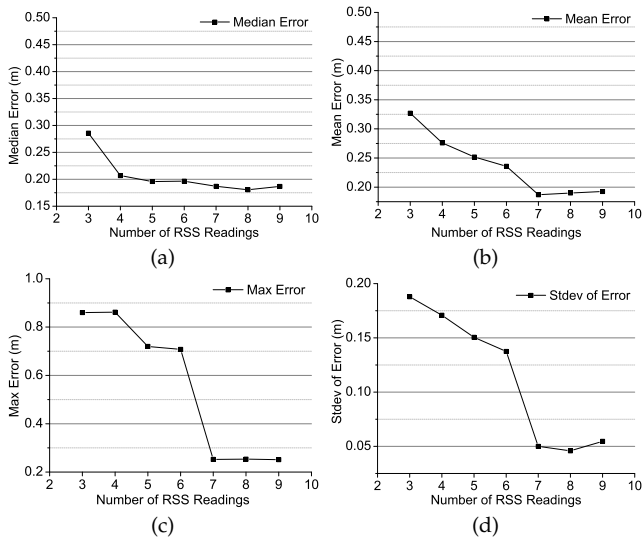 Median Error
0.50
0.45
0.40
0.35
0.30
0.25
0.20
0.15
Median Error (m)
2 3 4 5 6 7 8 9 10
Number of RSS Readings
(a)
Mean Error
0.50
0.45
0.40
0.35
0.30
0.25
0.20
Mean Error (m)
2 3 4 5 6 7 8 9 10
Number of RSS Readings
(b)
Max Error
1.0
0.8
0.6
0.4
0.2
Max Error (m)
2 3 4 5 6 7 8 9 10
Number of RSS Readings
(c)
Stdev of Error
0.20
0.15
0.10
0.05
Stdev of Error (m)
2 3 4 5 6 7 8 9 10
Number of RSS Readings
(d)